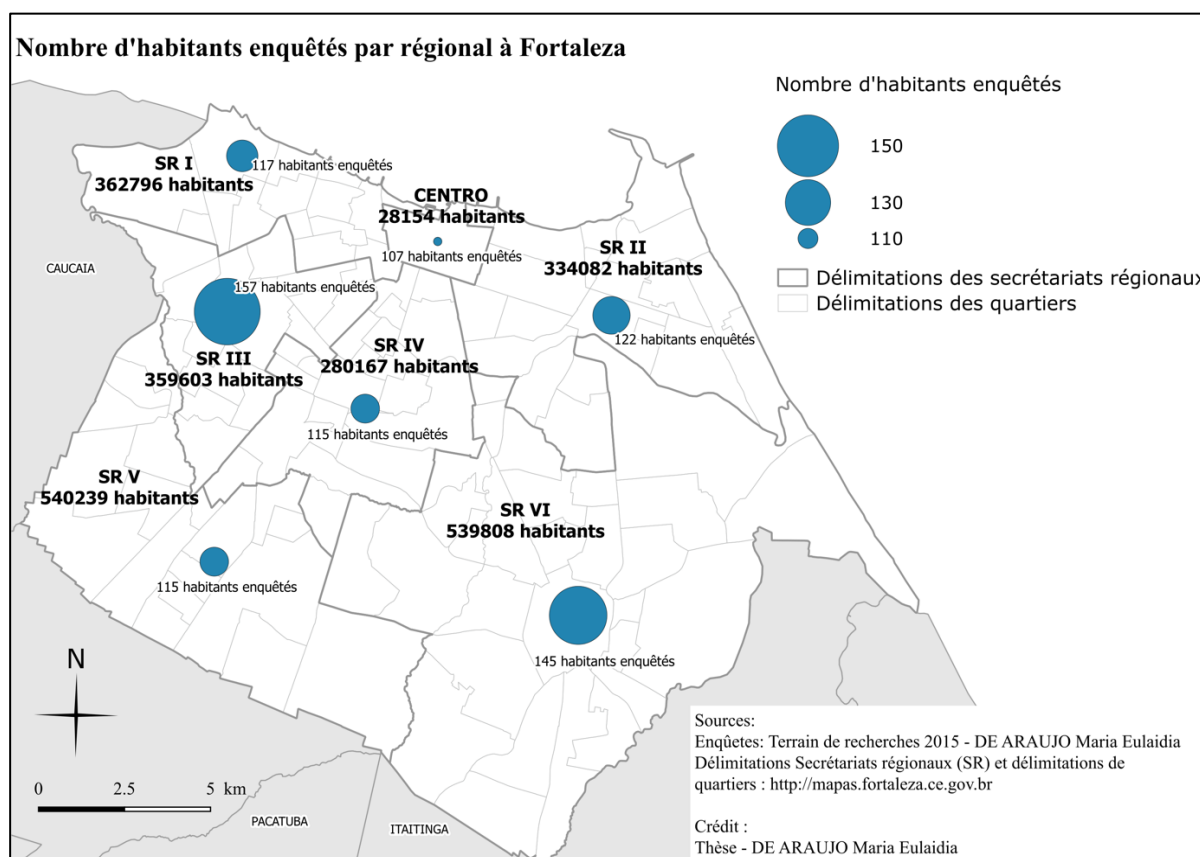 Nombre d'habitants enquêtés par régional à Fortaleza
Nombre d'habitants enquêtés
150
130
110
Délimitations des secrétariats régionaux
Délimitations des quartiers
SR I
362796 habitants
117 habitants enquêtés
CENTRO
28154 habitants
107 habitants enquêtés
SR II
334082 habitants
122 habitants enquêtés
CAUCAIA
157 habitants enquêtés
SR III
359603 habitants
SR IV
280167 habitants
115 habitants enquêtés
SR V
540239 habitants
115 habitants enquêtés
SR VI
539808 habitants
145 habitants enquêtés
N
0 2.5 5 km
PACATUBA
ITAITINGA
Sources:
Enqûetes: Terrain de recherches 2015 - DE ARAUJO Maria Eulaidia
Délimitations Secrétariats régionaux (SR) et délimitations de
quartiers : http://mapas.fortaleza.ce.gov.br
Crédit :
Thèse - DE ARAUJO Maria Eulaidia